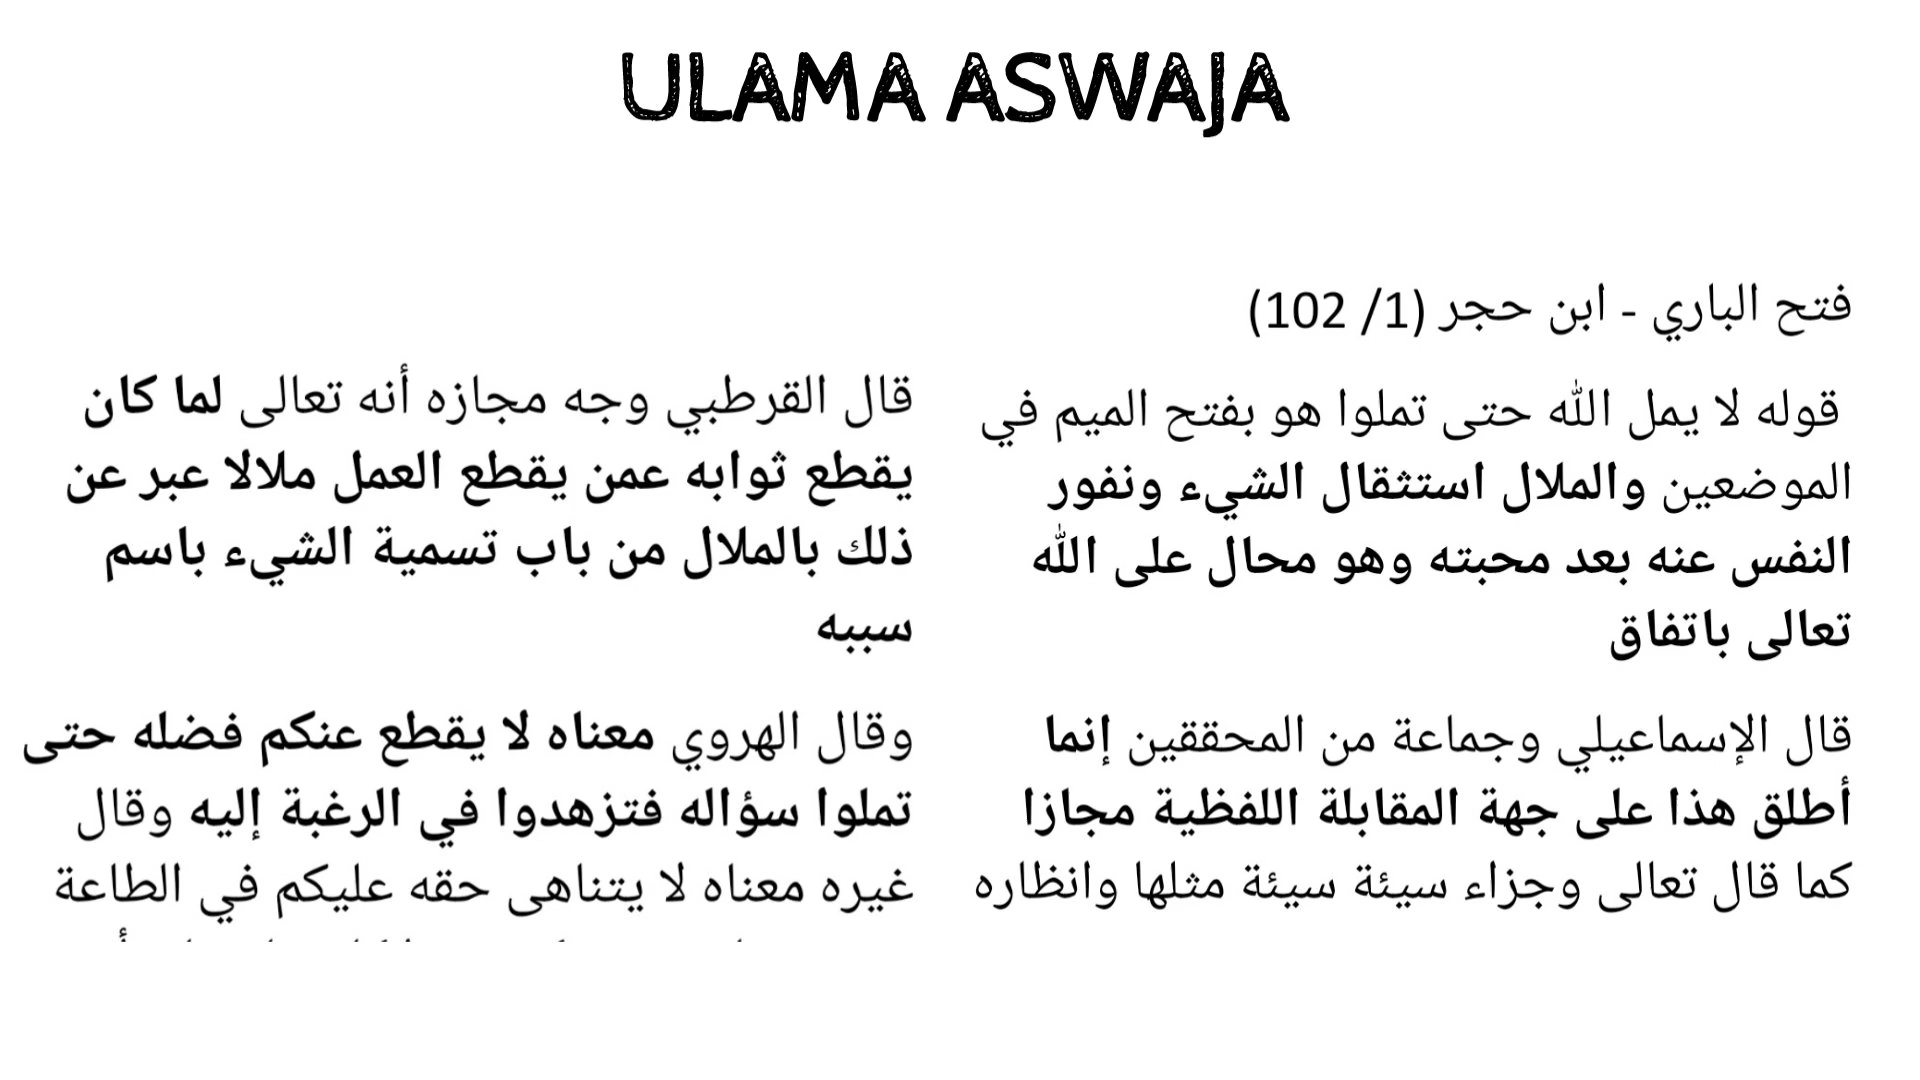 ULAMA ASWAJA
فتح الباري - ابن حجر (1/ 102)
قوله لا يمل الله حتى تملوا هو بفتح الميم في
الموضعين والملال استثقال الشيء ونفور
النفس عنه بعد محبته وهو محال على الله
تعالى باتفاق
قال الإسماعيلي وجماعة من المحققين إنما
أطلق هذا على جهة المقابلة اللفظية مجازا
كما قال تعالى وجزاء سيئة سيئة مثلها وانظاره
قال القرطبي وجه مجازه أنه تعالى لما كان
يقطع ثوابه عمن يقطع العمل ملالا عبر عن
ذلك بالملال من باب تسمية الشيء باسم
سببه
وقال الهروي معناه لا يقطع عنكم فضله حتى
تملوا سؤاله فتزهدوا في الرغبة إليه وقال
غيره معناه لا يتناهى حقه عليكم في الطاعة